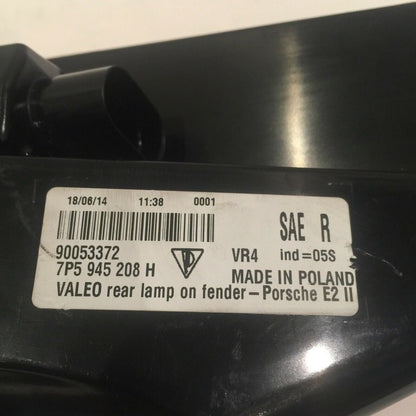 18/06/14 11:38 0001
SAE R
90053372 VR4 ind=05S
7P5 945 208 H MADE IN POLAND
VALEO rear lamp on fender-Porsche E2 II